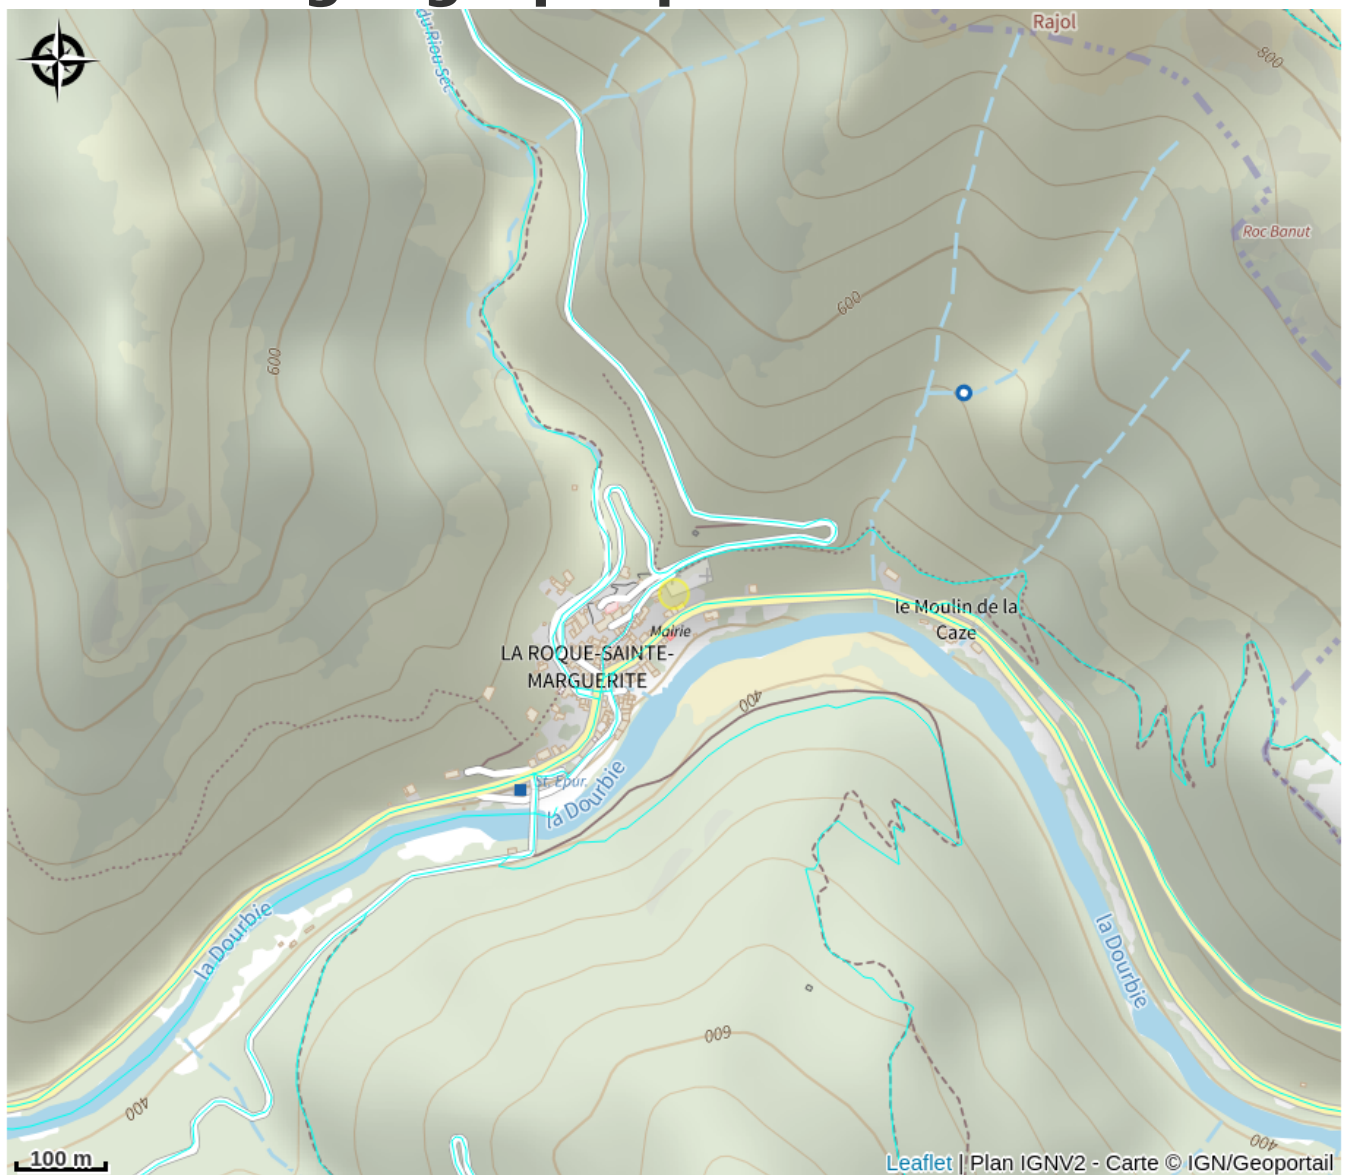 du Riou Sec
Rajol
800
Roc Banut
600
600
le Moulin de la
Caze
Mairie
LA ROQUE-SAINTE-
MARGUERITE
400
St. Epur.
la Dourbie
la Dourbie
la Dourbie
600
400
400
100 m
Leaflet | Plan IGNV2 - Carte © IGN/Geoportail